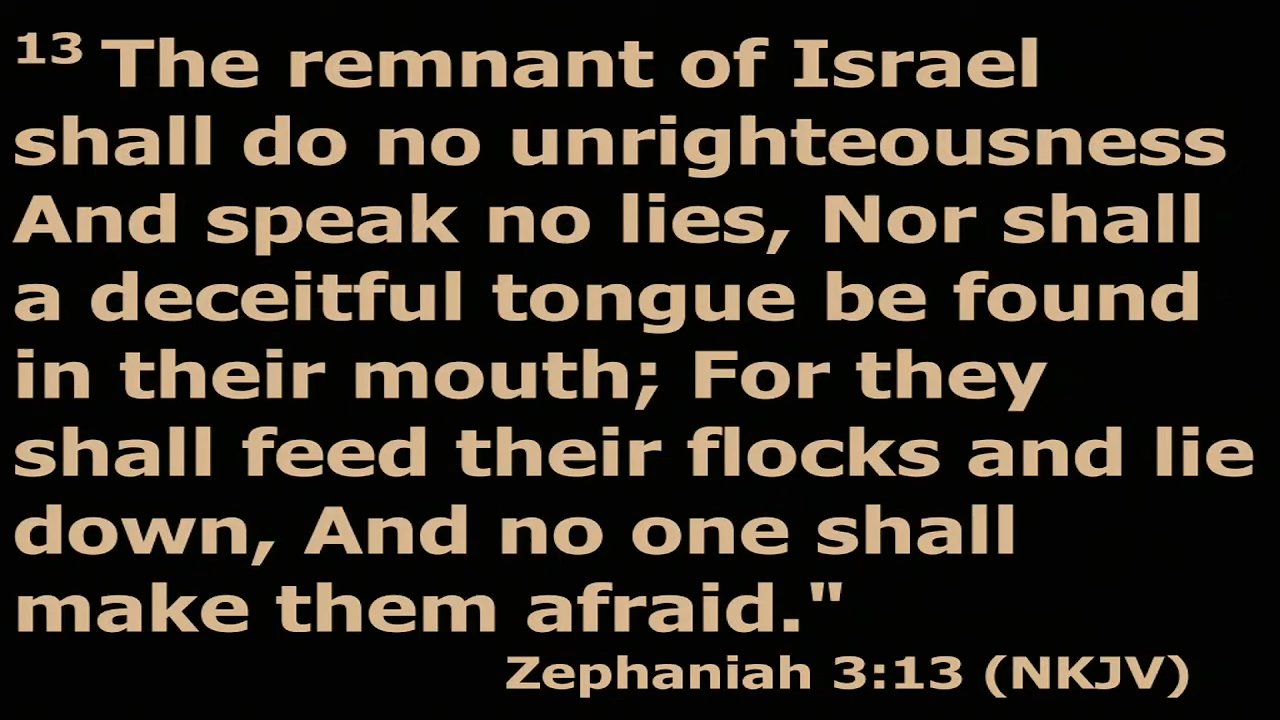 13 The remnant of Israel
shall do no unrighteousness
And speak no lies, Nor shall
a deceitful tongue be found
in their mouth; For they
shall feed their flocks and lie
down, And no one shall
make them afraid."
Zephaniah 3:13 (NKJV)